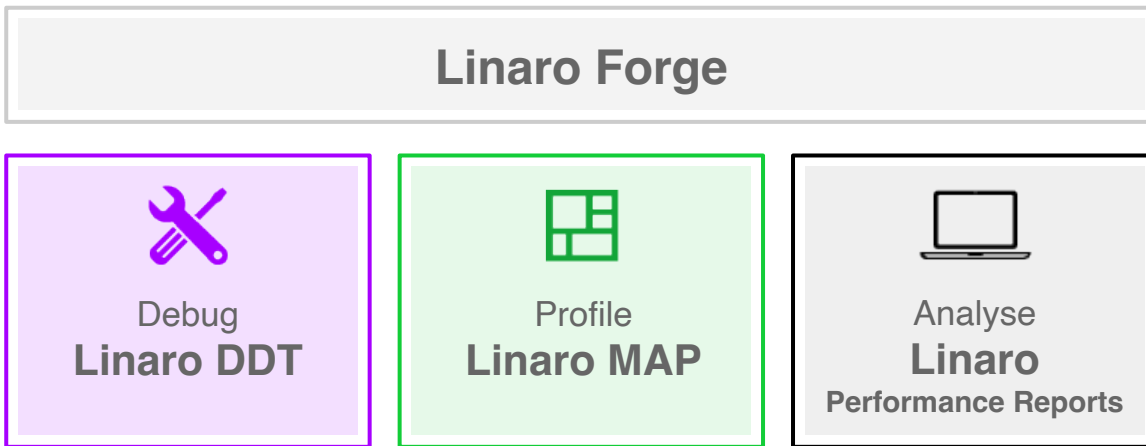 Linaro Forge
Debug
Linaro DDT
Profile
Linaro MAP
Analyse
Linaro
Performance Reports